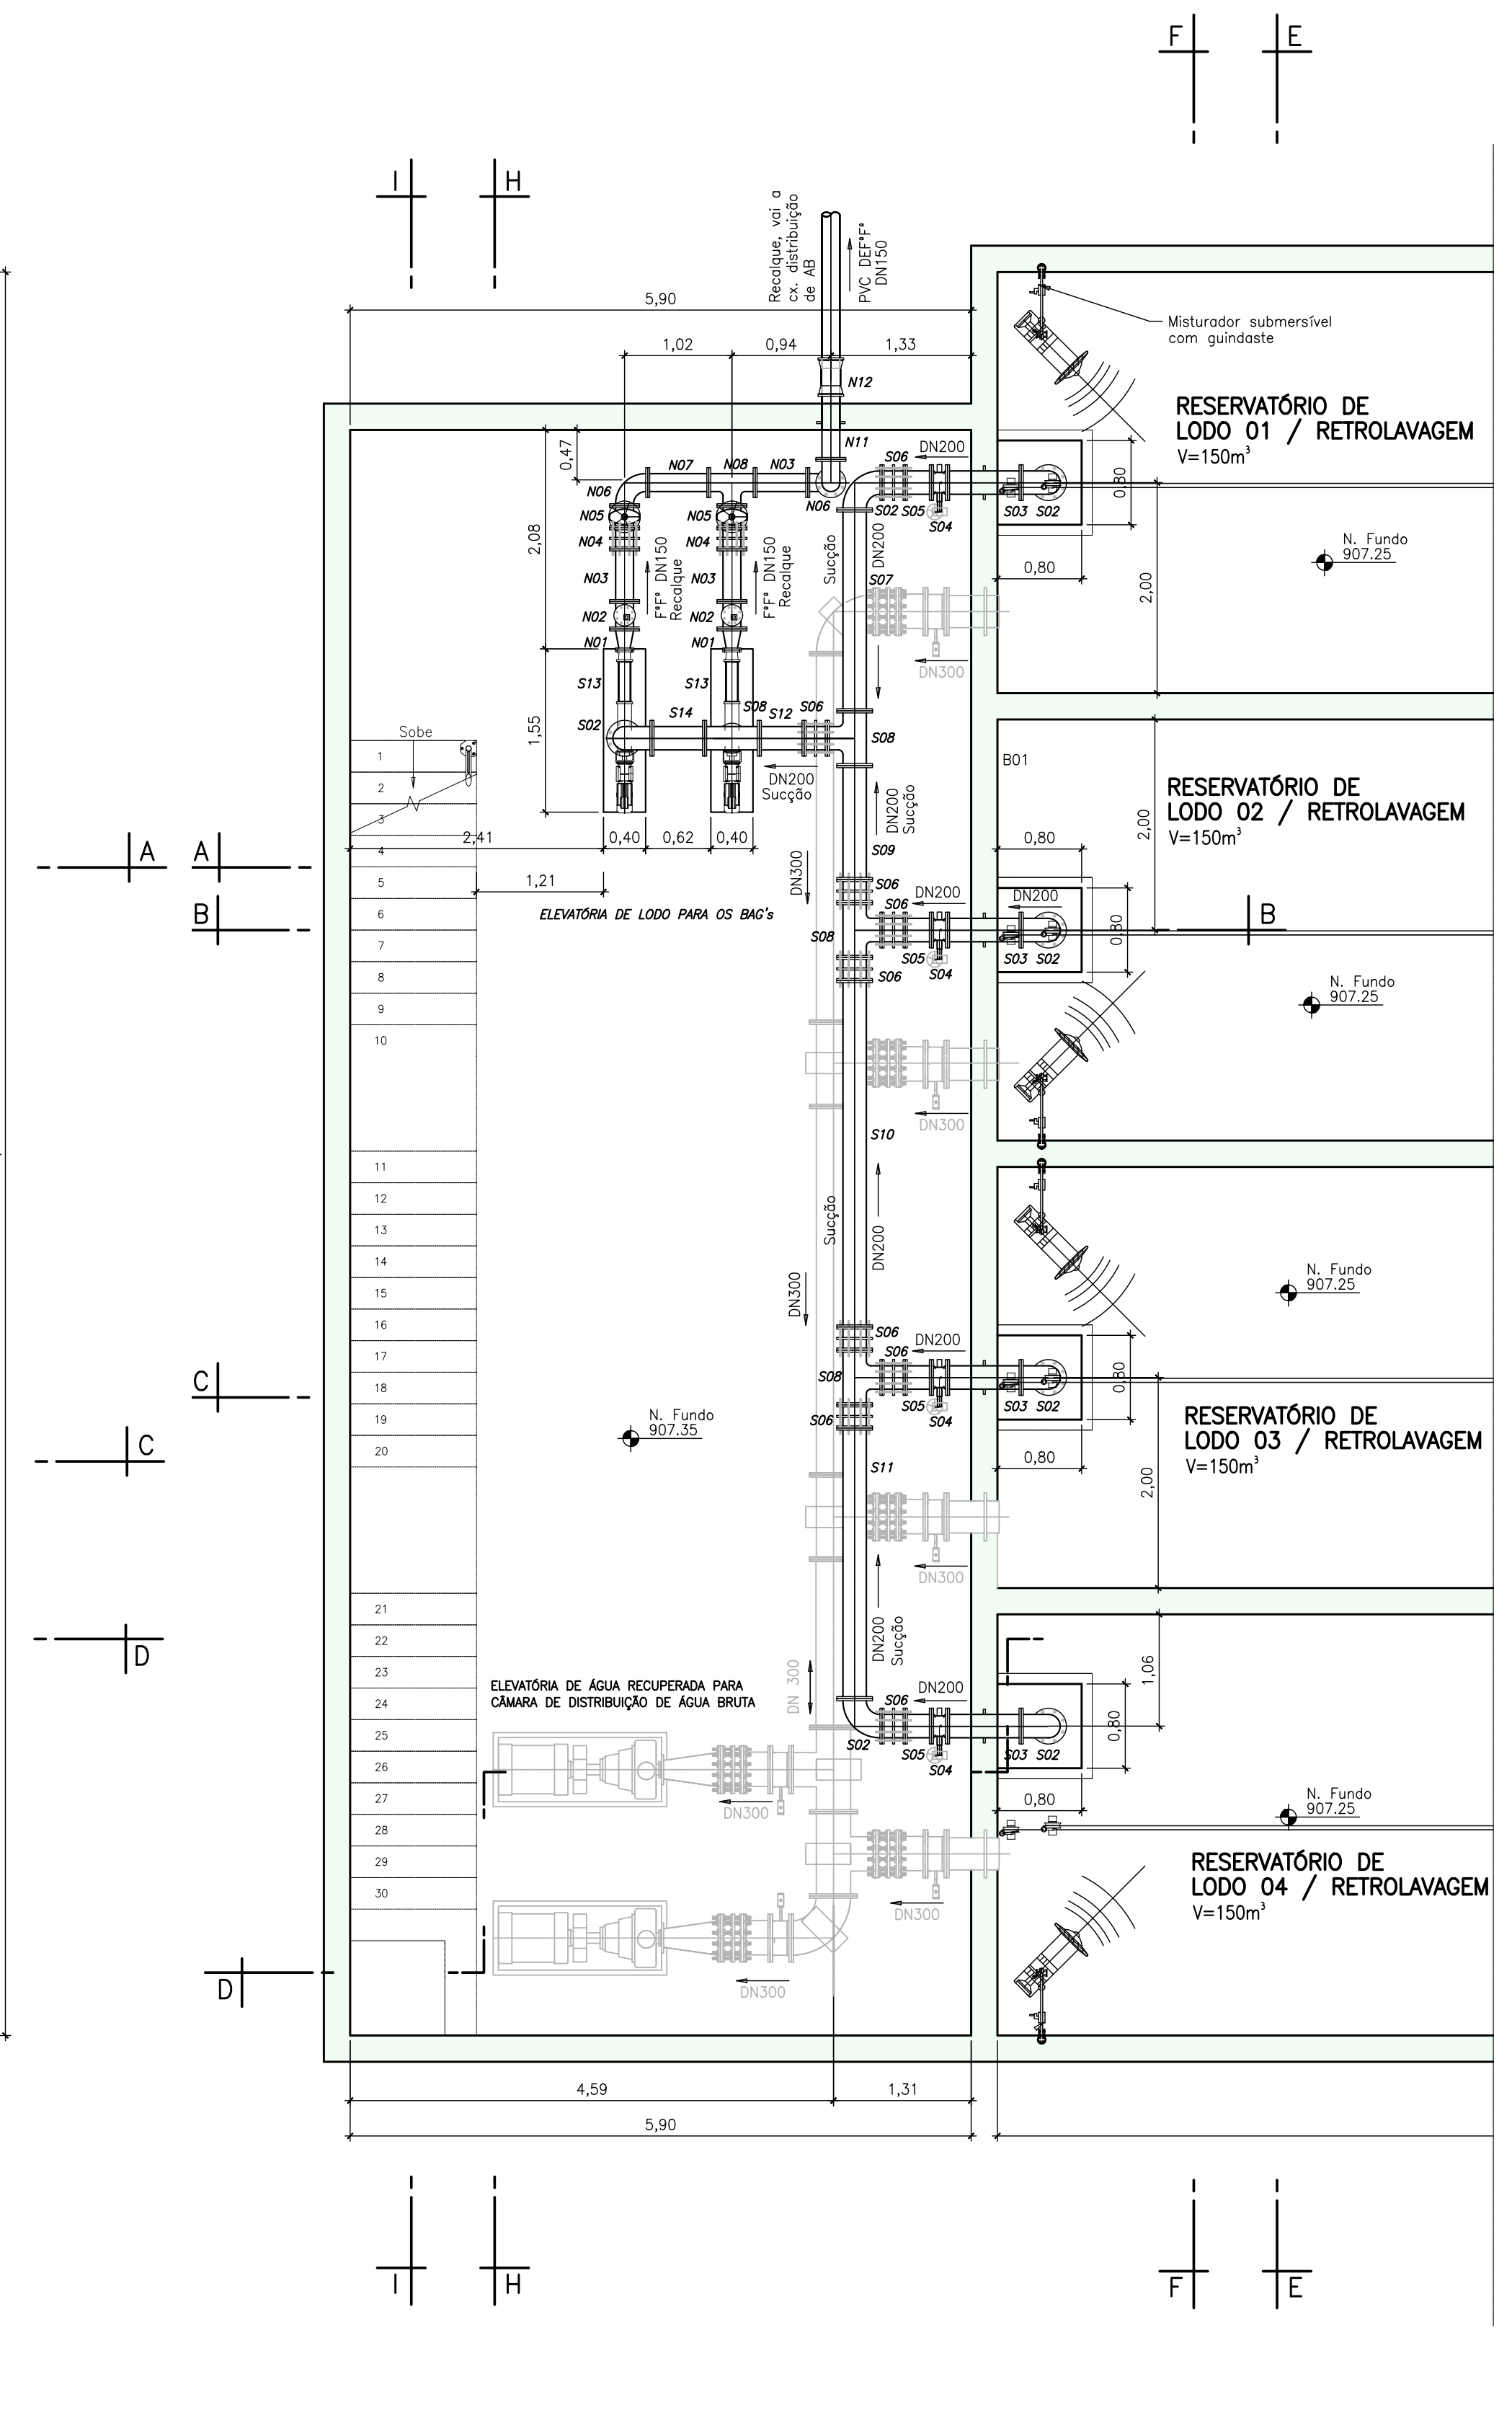 F
E
I
H
Recalque, vai a
cx. distribuição
de AB
PVC DEFºFº
DN150
5,90
1,02
0,94
1,33
Misturador submersível
com guindaste
N12
RESERVATÓRIO DE
LODO 01 / RETROLAVAGEM
V=150m³
0,47
N07
N08
N03
N11
S06
DN200
N06
N06
S02
S05
S04
S03
S02
0,80
N05
N05
N04
N04
2,08
FºFº DN150
Recalque
FºFº DN150
Recalque
Sucção
DN200
N. Fundo
907.25
0,80
2,00
N03
N03
S07
N02
N02
N01
N01
DN300
S13
S13
S02
S14
S08
S12
S06
S08
1,55
Sobe
DN200
Sucção
DN200
Sucção
B01
RESERVATÓRIO DE
LODO 02 / RETROLAVAGEM
V=150m³
2,00
1
2
3
4
5
6
7
8
9
10
2,41
0,40
0,62
0,40
1,21
A
A
B
S09
DN300
0,80
ELEVATÓRIA DE LODO PARA OS BAG's
S06
S06
DN200
DN200
B
0,80
S08
S05
S04
S03
S02
S06
N. Fundo
907.25
DN300
S10
11
12
13
14
15
16
17
18
19
20
Sucção
DN200
DN300
N. Fundo
907.25
S06
S06
DN200
C
S08
S05
S04
S03
S02
0,80
S06
N. Fundo
907.35
C
RESERVATÓRIO DE
LODO 03 / RETROLAVAGEM
V=150m³
0,80
2,00
S11
DN300
21
22
23
24
25
26
27
28
29
30
D
DN200
Sucção
1,06
ELEVATÓRIA DE ÁGUA RECUPERADA PARA
CÂMARA DE DISTRIBUIÇÃO DE ÁGUA BRUTA
DN 300
S06
DN200
0,80
S02
S05
S04
S03
S02
DN300
0,80
N. Fundo
907.25
RESERVATÓRIO DE
LODO 04 / RETROLAVAGEM
V=150m³
DN300
D
DN300
4,59
1,31
5,90
I
H
F
E